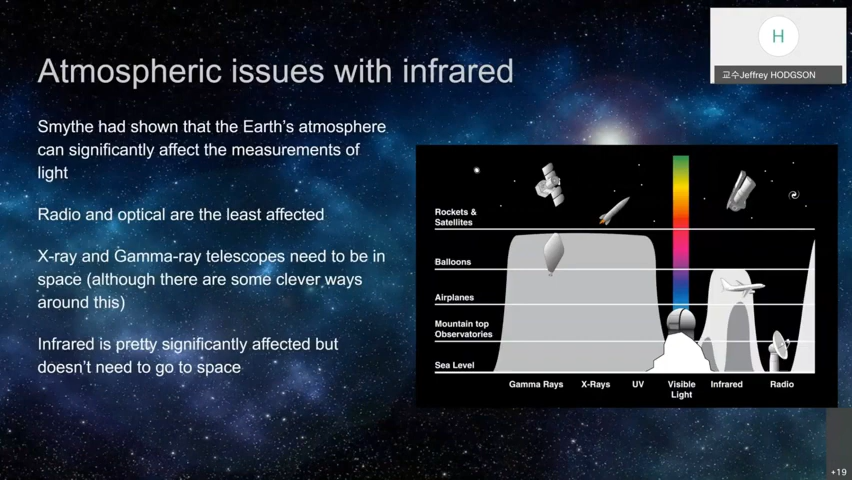 Atmospheric issues with infrared
H
교수Jeffrey HODGSON
Smythe had shown that the Earth's atmosphere
can significantly affect the measurements of
light
Radio and optical are the least affected
X-ray and Gamma-ray telescopes need to be in
space (although there are some clever ways
around this)
Infrared is pretty significantly affected but
doesn't need to go to space
Rockets &
Satellites
Balloons
Airplanes
Mountain top
Observatories
Sea Level
Gamma Rays
X-Rays
UV
Visible
Light
Infrared
Radio
+19